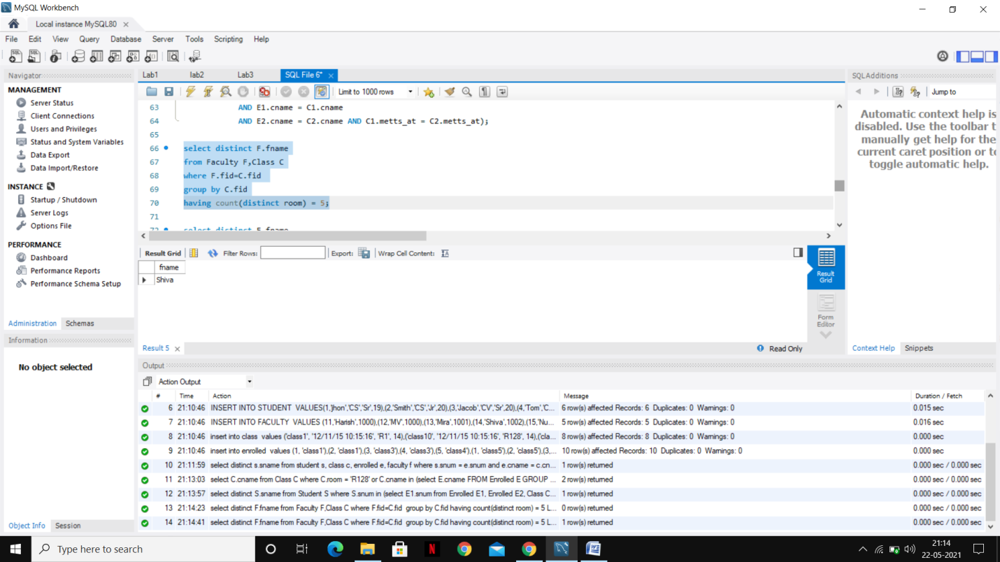 MySQL Workbench
Local instance MySQL80
File Edit View Query Database Server Tools Scripting Help
Navigator
MANAGEMENT
Server Status
Client Connections
Users and Privileges
Status and System Variables
Data Export
Data Import/Restore
INSTANCE
Startup / Shutdown
Server Logs
Options File
PERFORMANCE
Dashboard
Performance Reports
Performance Schema Setup
Administration Schemas
Information
No object selected
Object Info Session
Lab1 lab2 Lab3 SQL File 6*
Limit to 1000 rows
63 AND E1.cname = C1.cname
64 AND E2.cname = C2.cname AND C1.metts_at = C2.metts_at);
65
66 select distinct F.fname
67 from Faculty F,Class C
68 where F.fid=C.fid
69 group by C.fid
70 having count(distinct room) = 5;
71
Result Grid Filter Rows: Export: Wrap Cell Content:
fname
Shiva
Result Grid
Form Editor
Result 5
Read Only
SQLAdditions
Jump to
Automatic context help is
disabled. Use the toolbar t
manually get help for the
current caret position or to
toggle automatic help.
Context Help Snippets
Output
Action Output
# Time Action Message Duration / Fetch
6 21:10:46 INSERT INTO STUDENT VALUES(1,'jhon','CS','Sr',19),(2,'Smith','CS','Jr',20),(3,'Jacob','CV','Sr',20),(4,'Tom','C... 6 row(s) affected Records: 6 Duplicates: 0 Warnings: 0 0.015 sec
7 21:10:46 INSERT INTO FACULTY VALUES (11,'Harish',1000),(12,'MV',1000),(13,'Mira',1001),(14,'Shiva',1002),(15,'Nu... 5 row(s) affected Records: 5 Duplicates: 0 Warnings: 0 0.016 sec
8 21:10:46 insert into class values ('class1', '12/11/15 10:15:16', 'R1', 14),('class10', '12/11/15 10:15:16', 'R128', 14),('cla... 8 row(s) affected Records: 8 Duplicates: 0 Warnings: 0 0.000 sec
9 21:10:46 insert into enrolled values (1, 'class1'),(2, 'class1'),(3, 'class3'),(4, 'class3'),(5, 'class4'),(1, 'class5'),(2, 'class5'),(3,... 10 row(s) affected Records: 10 Duplicates: 0 Warnings: 0 0.000 sec
10 21:11:59 select distinct s.sname from student s, class c, enrolled e, faculty f where s.snum = e.snum and e.cname = c.cn... 1 row(s) returned 0.000 sec / 0.000 sec
11 21:13:03 select C.cname from Class C where C.room = 'R128' or C.cname in (select E.cname FROM Enrolled E GROUP ... 2 row(s) returned 0.000 sec / 0.000 sec
12 21:13:57 select distinct S.sname from Student S where S.snum in (select E1.snum from Enrolled E1, Enrolled E2, Class C... 1 row(s) returned 0.000 sec / 0.000 sec
13 21:14:23 select distinct F.fname from Faculty F,Class C where F.fid=C.fid group by C.fid having count(distinct room) = 5 L... 0 row(s) returned 0.000 sec / 0.000 sec
14 21:14:41 select distinct F.fname from Faculty F,Class C where F.fid=C.fid group by C.fid having count(distinct room) = 5 L... 1 row(s) returned 0.000 sec / 0.000 sec
Type here to search
21:14
22-05-2021